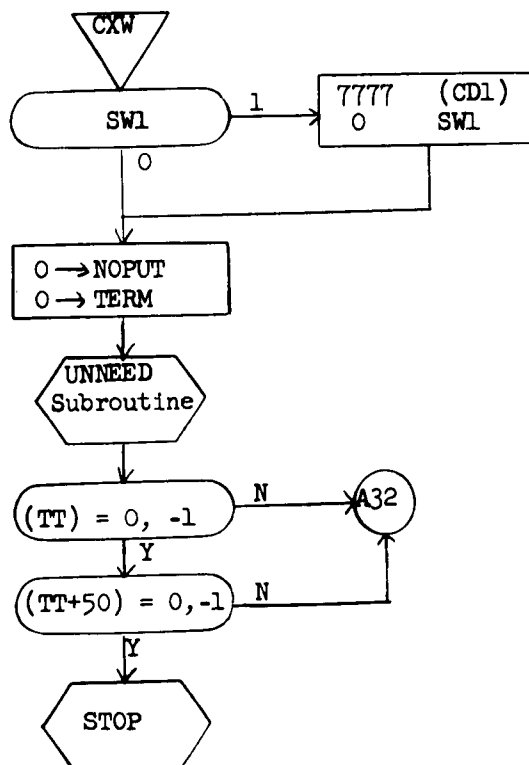 CXW
SW1
1
7777 (CD1)
0 SW1
0
0 → NOPUT
0 → TERM
UNNEED
Subroutine
(TT) = 0, -1
N
A32
Y
(TT+50) = 0,-1
N
Y
STOP